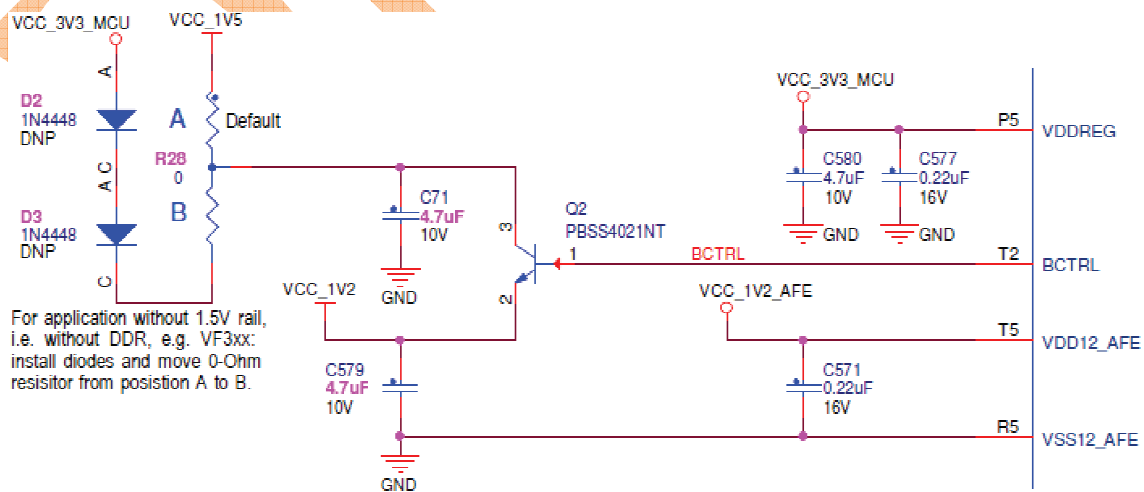 VCC_3V3_MCU
VCC_1V5
A
D2
1N4448
DNP
A
Default
C
A
R28
0
B
D3
1N4448
DNP
C
For application without 1.5V rail,
i.e. without DDR, e.g. VF3xx:
install diodes and move 0-Ohm
resisitor from posistion A to B.
C71
4.7uF
10V
GND
3
Q2
PBSS4021NT
1
2
BCTRL
VCC_1V2
C579
4.7uF
10V
GND
VCC_3V3_MCU
C580
4.7uF
10V
GND
C577
0.22uF
16V
GND
VCC_1V2_AFE
C571
0.22uF
16V
P5
VDDREG
T2
BCTRL
T5
VDD12_AFE
R5
VSS12_AFE